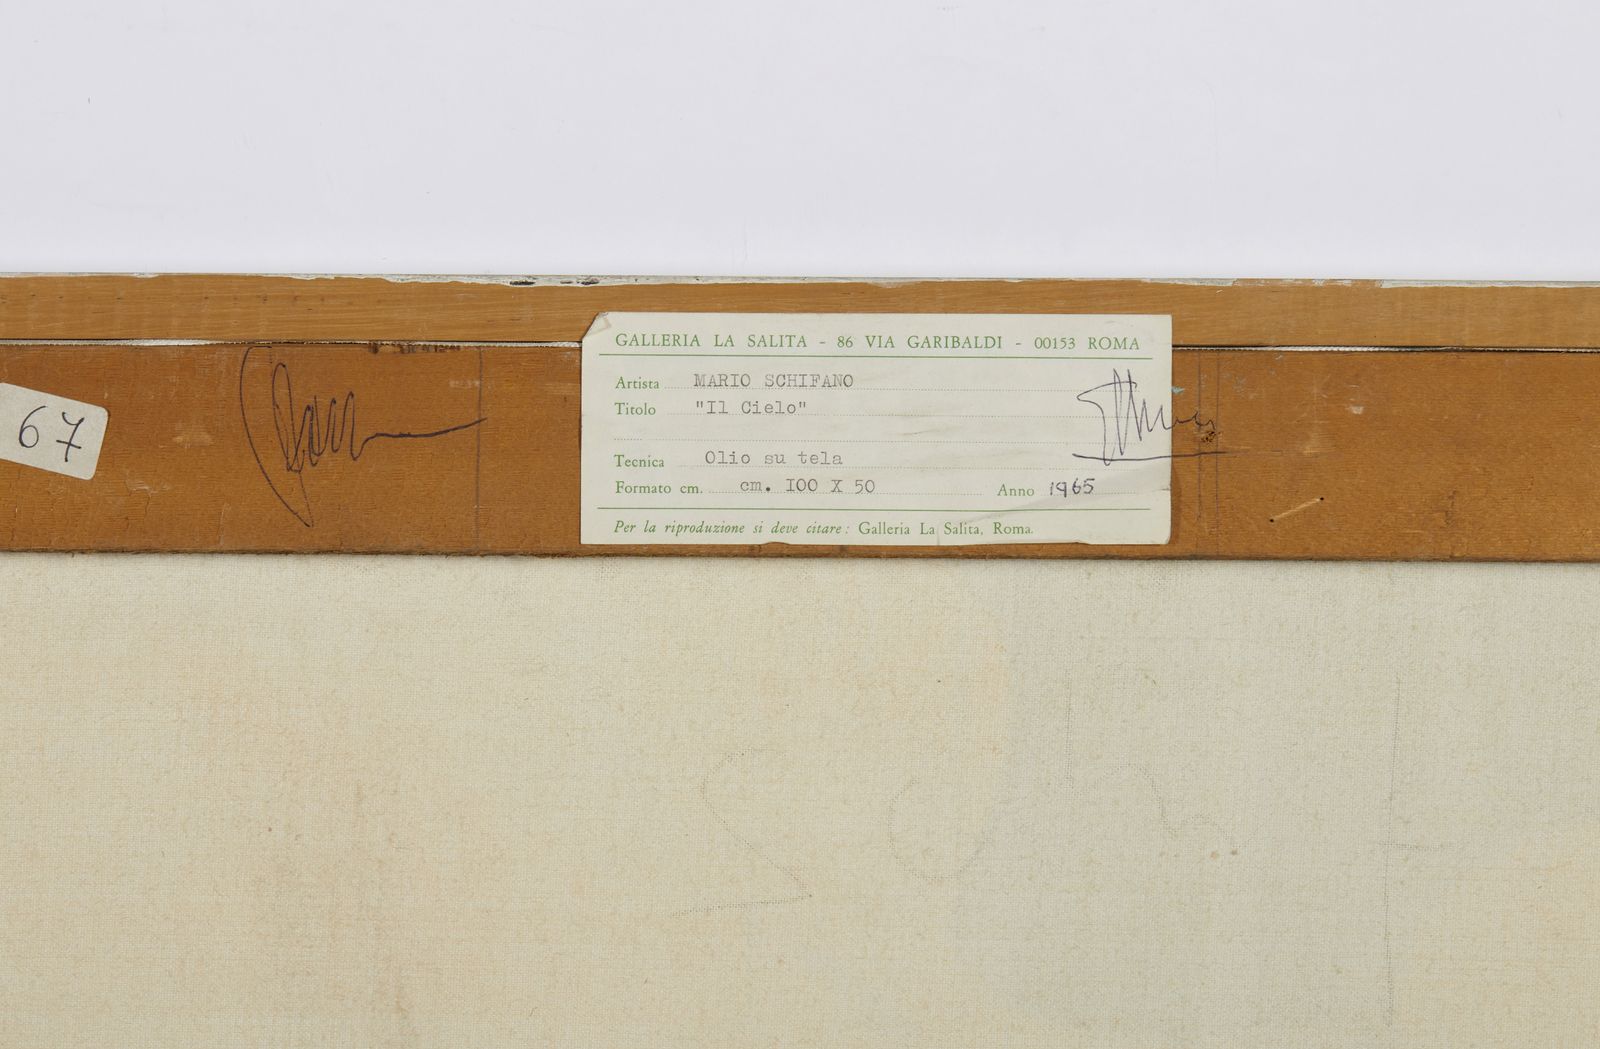 GALLERIA LA SALITA - 86 VIA GARIBALDI - 00153 ROMA
Artista MARIO SCHIFANO
Titolo "Il Cielo"
Tecnica Olio su tela
Formato cm. cm. 100 X 50 Anno 1965
Per la riproduzione si deve citare: Galleria La Salita, Roma.
67